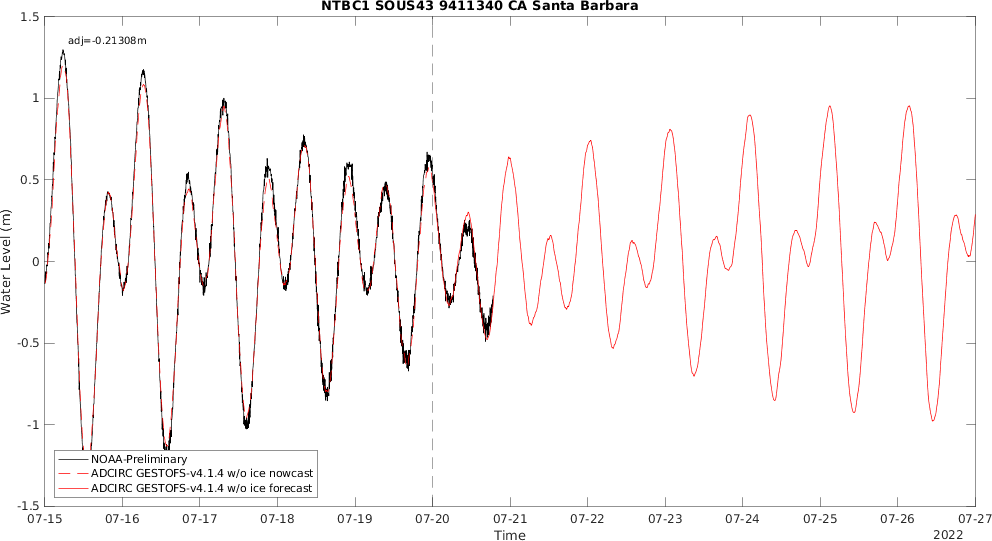 NTBC1 SOUS43 9411340 CA Santa Barbara
adj=-0.21308m
1.5
1
0.5
0
-0.5
-1
-1.5
Water Level (m)
NOAA-Preliminary
ADCIRC GESTOFS-v4.1.4 w/o ice nowcast
ADCIRC GESTOFS-v4.1.4 w/o ice forecast
07-15 07-16 07-17 07-18 07-19 07-20 07-21 07-22 07-23 07-24 07-25 07-26 07-27
Time
2022